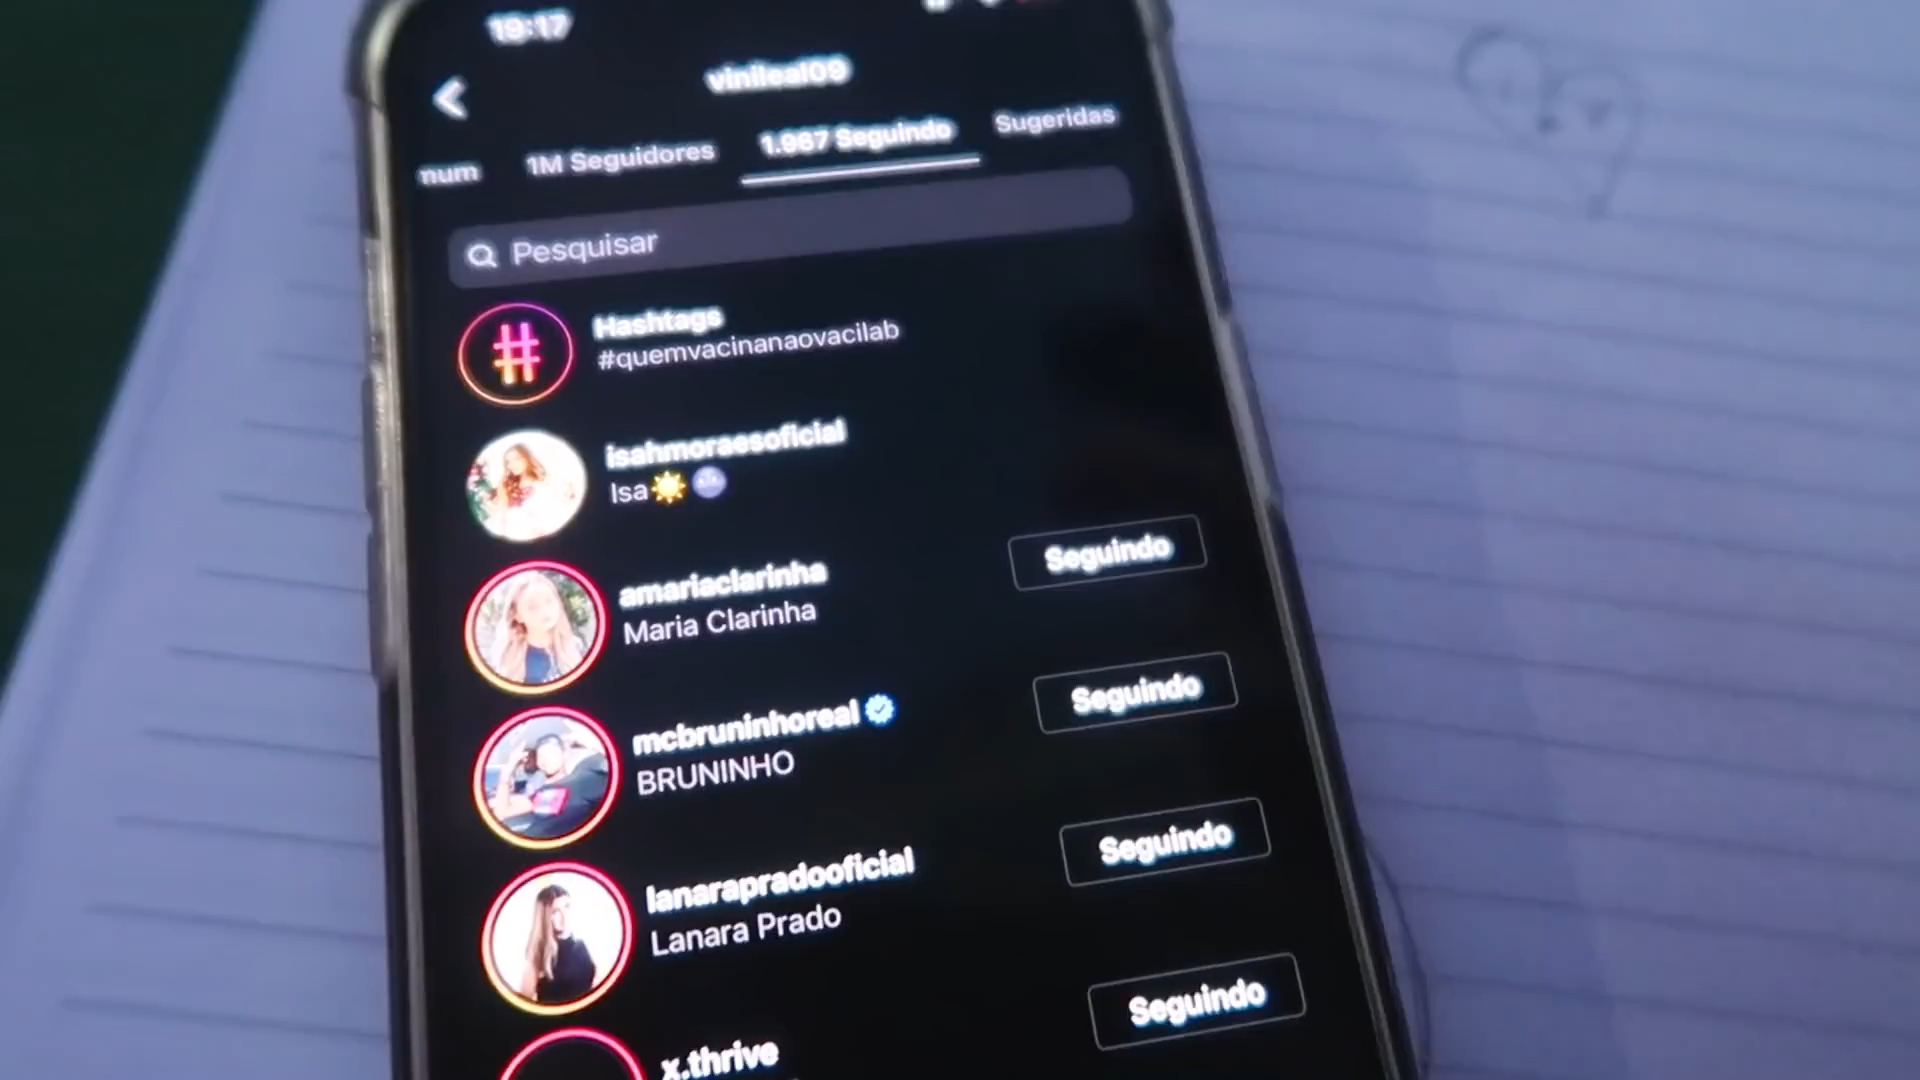 19:17
vinileal09
num 1M Seguidores 1.967 Seguindo Sugeridas
Pesquisar
Hashtags
#quemvacinanaovacilab
isahmoraesoficial
Isa☀️🌚
amariaclarinha
Maria Clarinha
Seguindo
mcbruninhoreal
BRUNINHO
Seguindo
lanarapradooficial
Lanara Prado
Seguindo
x.thrive
Seguindo